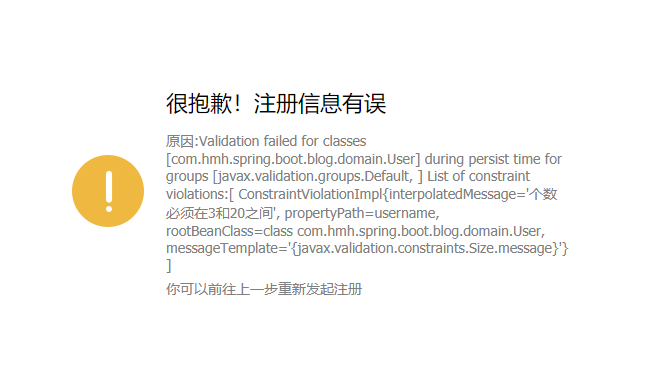 很抱歉！注册信息有误
原因:Validation failed for classes
[com.hmh.spring.boot.blog.domain.User] during persist time for
groups [javax.validation.groups.Default, ] List of constraint
violations:[ ConstraintViolationImpl{interpolatedMessage='个数
必须在3和20之间', propertyPath=username,
rootBeanClass=class com.hmh.spring.boot.blog.domain.User,
messageTemplate='{javax.validation.constraints.Size.message}'}
]
你可以前往上一步重新发起注册